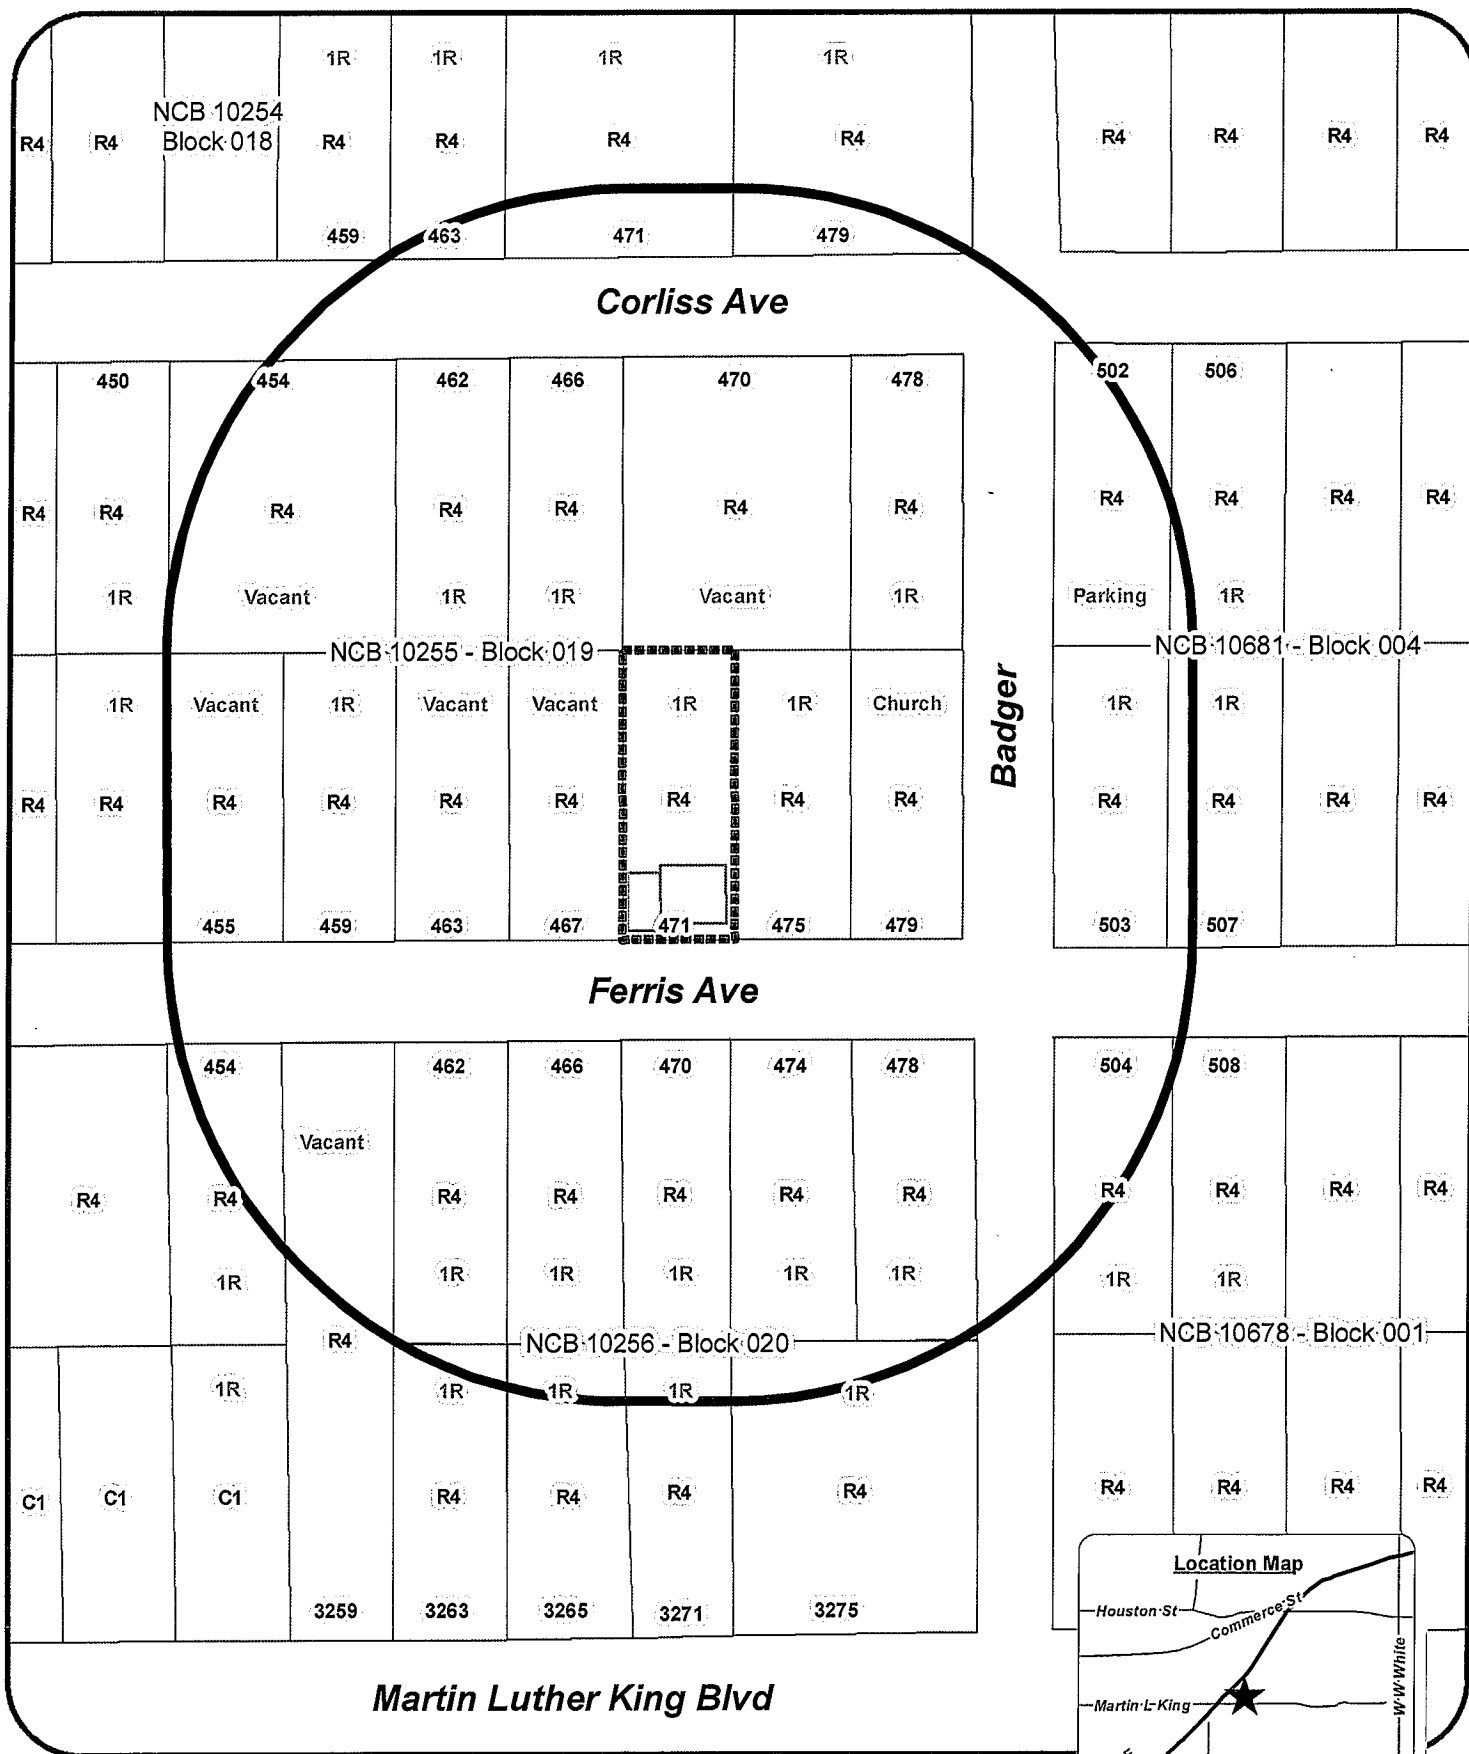 1R 1R 1R 1R
NCB 10254
Block 018
R4 R4 R4 R4 R4 R4 R4 R4 R4 R4
459 463 471 479
Corliss Ave
450 454 462 466 470 478 502 506
R4 R4 R4 R4 R4 R4 R4 R4 R4 R4 R4
1R Vacant 1R 1R Vacant 1R Parking 1R
NCB 10255 - Block 019
NCB 10681 - Block 004
1R Vacant 1R Vacant Vacant 1R 1R Church 1R 1R
Badger
R4 R4 R4 R4 R4 R4 R4 R4 R4 R4 R4 R4 R4
455 459 463 467 471 475 479 503 507
Ferris Ave
454 462 466 470 474 478 504 508
Vacant
R4 R4 R4 R4 R4 R4 R4 R4 R4 R4 R4
1R 1R 1R 1R 1R 1R 1R 1R
R4
NCB 10256 - Block 020
NCB 10678 - Block 001
1R 1R 1R 1R 1R
C1 C1 C1 R4 R4 R4 R4 R4 R4 R4 R4
3259 3263 3265 3271 3275
Martin Luther King Blvd
Location Map
Houston St
Commerce St
Martin L King
W.W.White